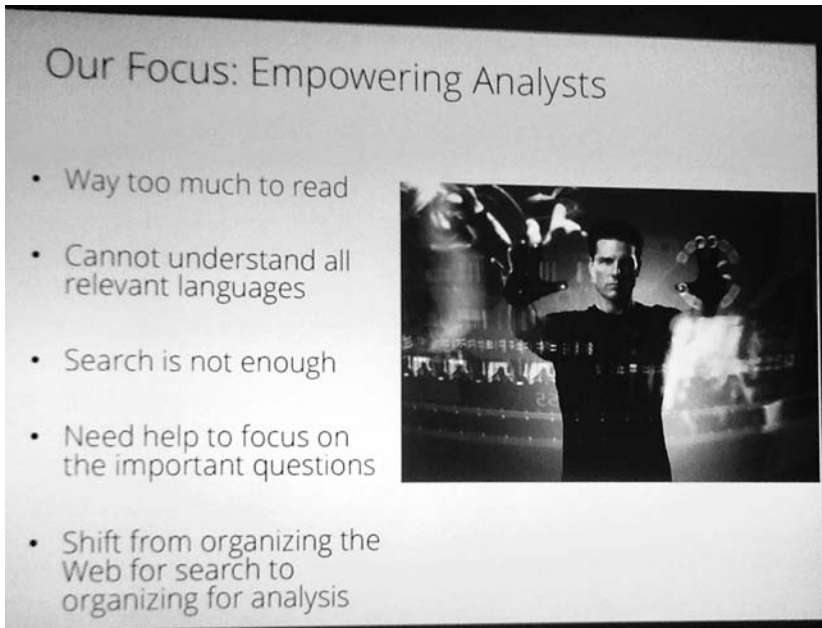 Our Focus: Empowering Analysts
• Way too much to read
• Cannot understand all
relevant languages
• Search is not enough
• Need help to focus on
the important questions
• Shift from organizing the
Web for search to
organizing for analysis